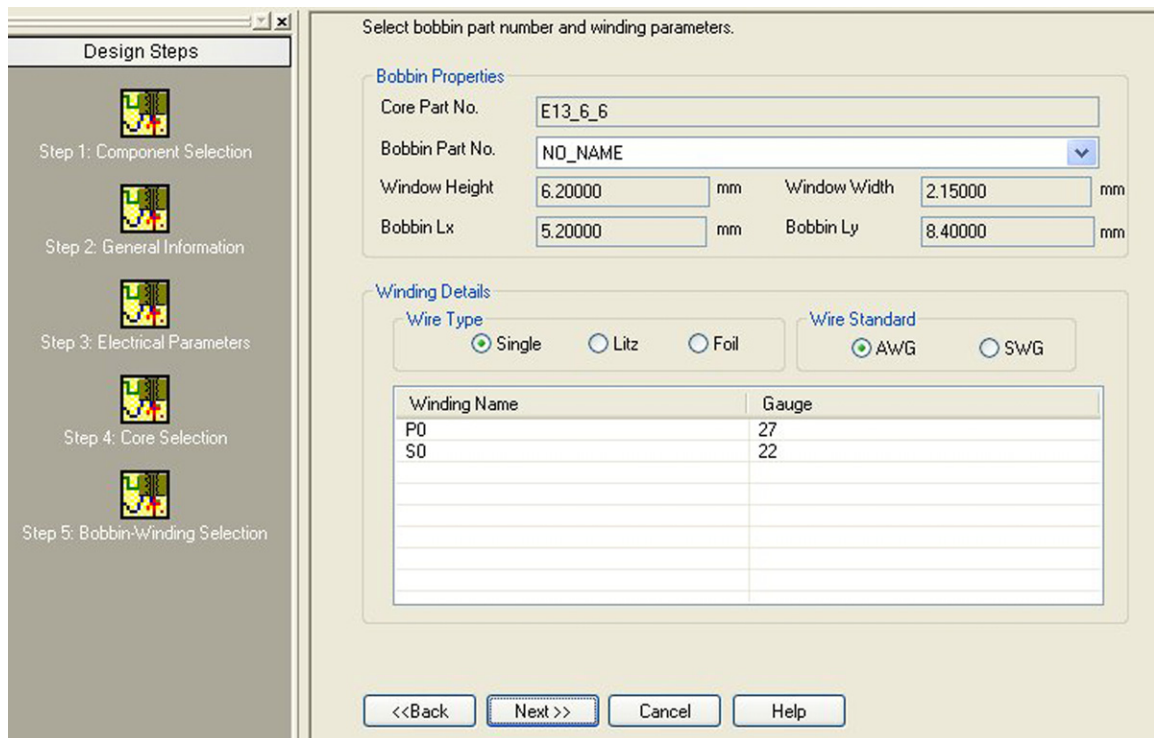 Design Steps
Step 1: Component Selection
Step 2: General Information
Step 3: Electrical Parameters
Step 4: Core Selection
Step 5: Bobbin-Winding Selection
Select bobbin part number and winding parameters.
Bobbin Properties
Core Part No. E13_6_6
Bobbin Part No. NO_NAME
Window Height 6.20000 mm Window Width 2.15000 mm
Bobbin Lx 5.20000 mm Bobbin Ly 8.40000 mm
Winding Details
Wire Type Wire Standard
Single Litz Foil AWG SWG
Winding Name Gauge
P0 27
S0 22
<<Back Next >> Cancel Help